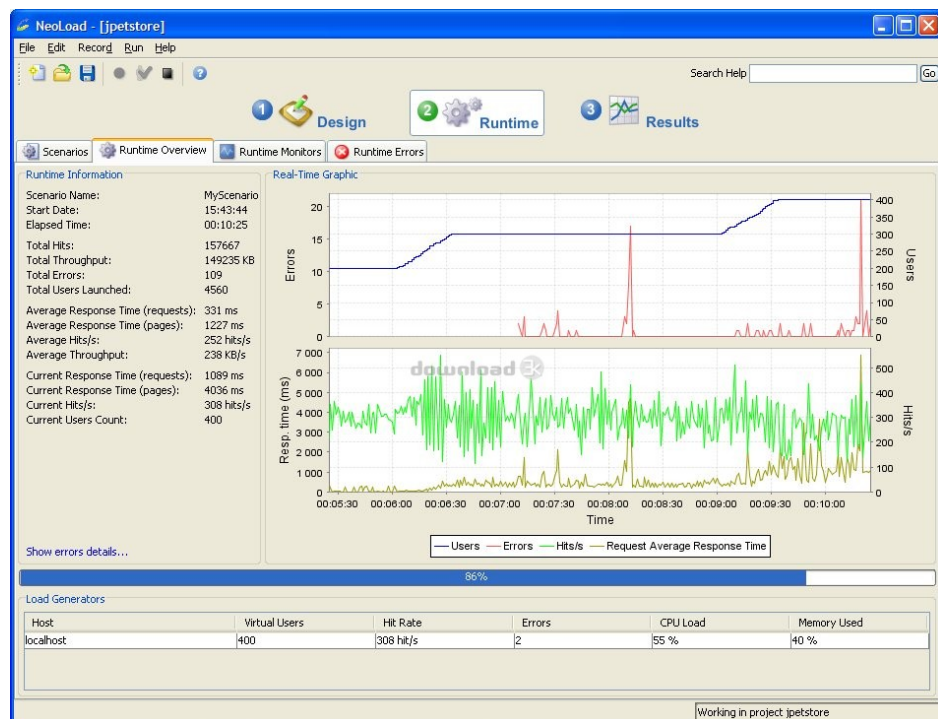 NeoLoad - [jpetstore]
File Edit Record Run Help
Search Help Go
1 Design 2 Runtime 3 Results
Scenarios Runtime Overview Runtime Monitors Runtime Errors
Runtime Information
Scenario Name: MyScenario
Start Date: 15:43:44
Elapsed Time: 00:10:25
Total Hits: 157667
Total Throughput: 149235 KB
Total Errors: 109
Total Users Launched: 4560
Average Response Time (requests): 331 ms
Average Response Time (pages): 1227 ms
Average Hits/s: 252 hits/s
Average Throughput: 238 KB/s
Current Response Time (requests): 1089 ms
Current Response Time (pages): 4036 ms
Current Hits/s: 308 hits/s
Current Users Count: 400
Show errors details...
Real-Time Graphic
Errors
20
15
10
5
0
Users
400
350
300
250
200
150
100
50
0
download 3k
Resp. time (ms)
7 000
6 000
5 000
4 000
3 000
2 000
1 000
0
Hits/s
500
400
300
200
100
0
00:05:30 00:06:00 00:06:30 00:07:00 00:07:30 00:08:00 00:08:30 00:09:00 00:09:30 00:10:00
Time
Users Errors Hits/s Request Average Response Time
86%
Load Generators
Host Virtual Users Hit Rate Errors CPU Load Memory Used
localhost 400 308 hit/s 2 55 % 40 %
Working in project jpetstore